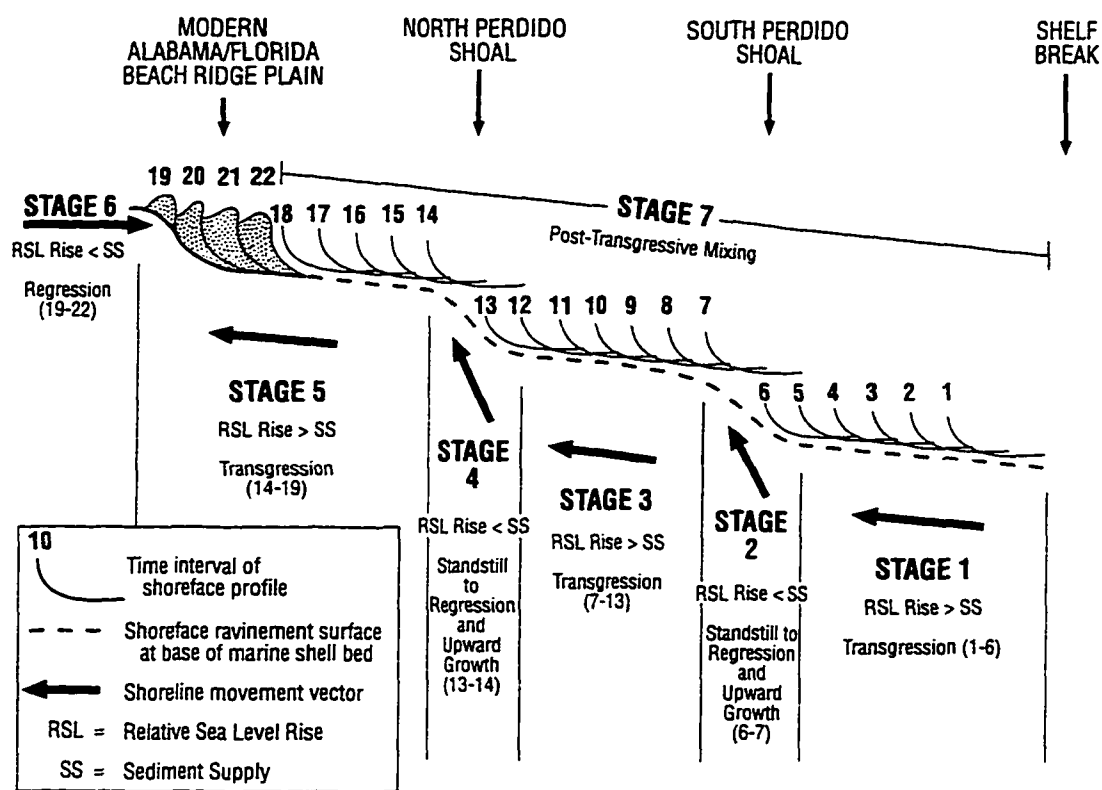 MODERN
ALABAMA/FLORIDA
BEACH RIDGE PLAIN
NORTH PERDIDO
SHOAL
SOUTH PERDIDO
SHOAL
SHELF
BREAK
19 20 21 22
STAGE 6
RSL Rise < SS
Regression
(19-22)
18 17 16 15 14
STAGE 7
Post-Transgressive Mixing
13 12 11 10 9 8 7
6 5 4 3 2 1
STAGE 5
RSL Rise > SS
Transgression
(14-19)
STAGE
4
RSL Rise < SS
Standstill
to
Regression
and
Upward
Growth
(13-14)
STAGE 3
RSL Rise > SS
Transgression
(7-13)
STAGE
2
RSL Rise < SS
Standstill to
Regression
and
Upward
Growth
(6-7)
STAGE 1
RSL Rise > SS
Transgression (1-6)
10
Time interval of
shoreface profile
Shoreface ravinement surface
at base of marine shell bed
Shoreline movement vector
RSL = Relative Sea Level Rise
SS = Sediment Supply